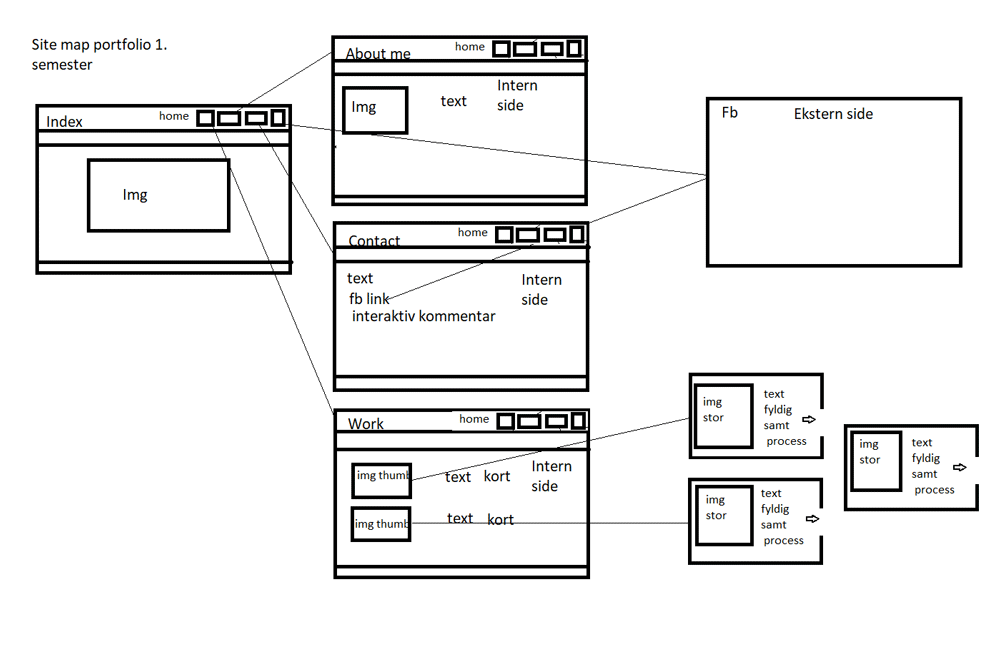 Site map portfolio 1.
semester
Index
home
Img
About me
home
Img
text
Intern
side
Fb
Ekstern side
Contact
home
text
fb link
interaktiv kommentar
Intern
side
Work
home
img thumb
text kort
Intern
side
img thumb
text kort
img
stor
text
fyldig
samt
process
img
stor
text
fyldig
samt
process
img
stor
text
fyldig
samt
process